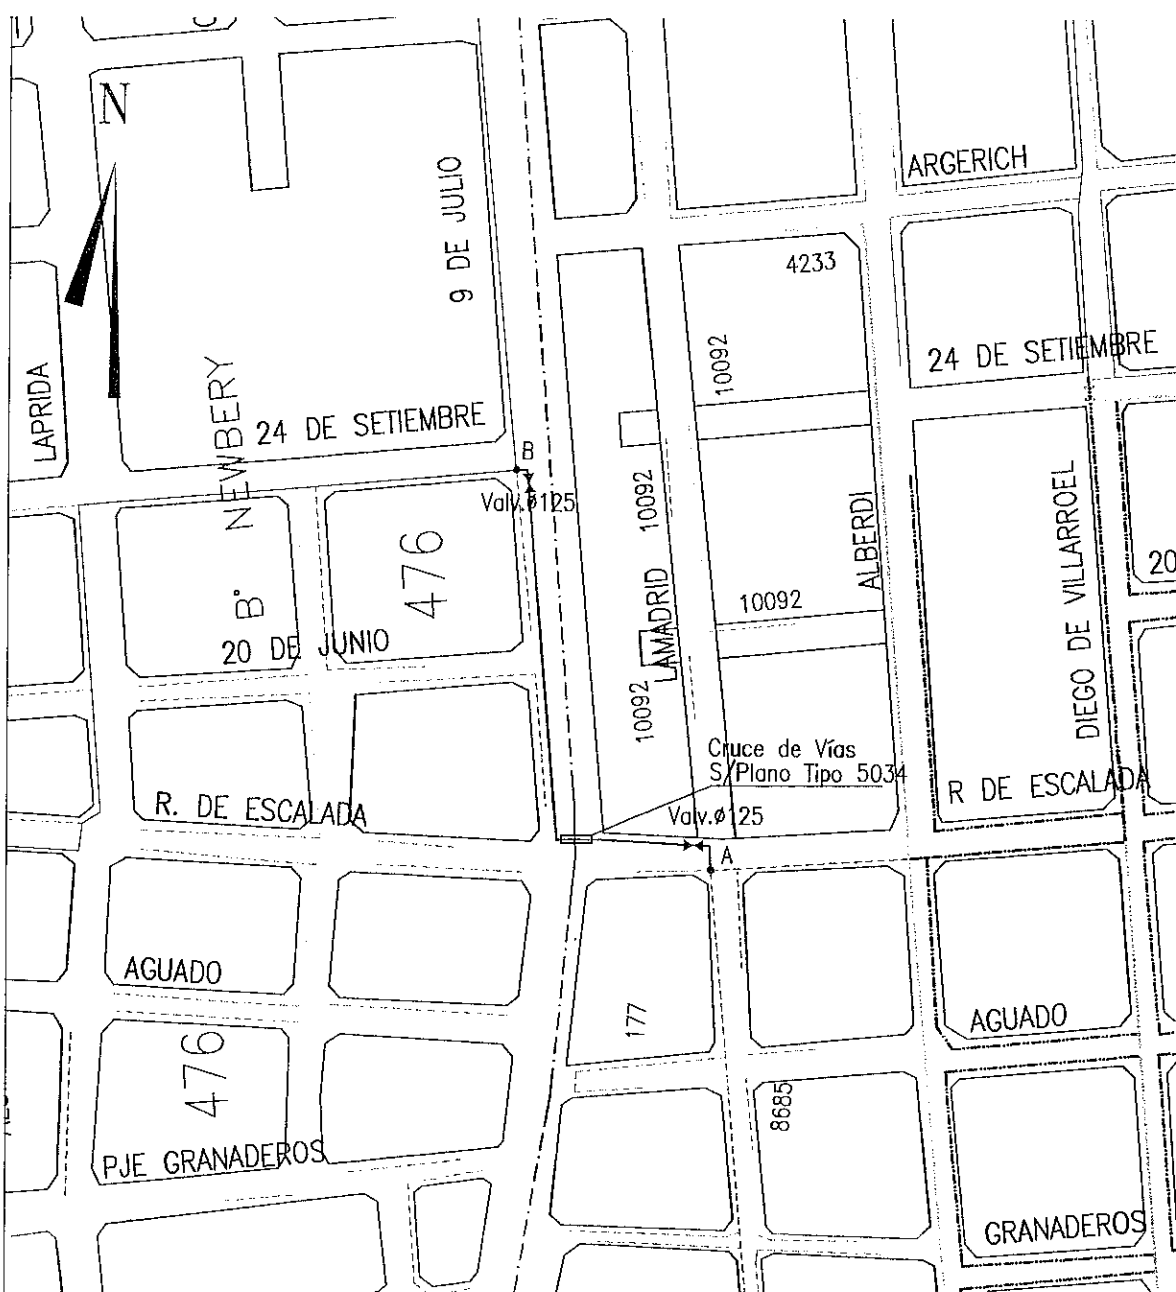 N
ARGERICH
9 DE JULIO
4233
10092
24 DE SETIEMBRE
LAPRIDA
B° NEWBERY
24 DE SETIEMBRE
B
Valv.ø125
10092
476
ALBERDI
DIEGO DE VILLARROEL
20
LAMADRID
10092
20 DE JUNIO
10092
Cruce de Vías
S/Plano Tipo 5034
R DE ESCALADA
R. DE ESCALADA
Valv.ø125
A
AGUADO
177
AGUADO
476
8685
PJE GRANADEROS
GRANADEROS